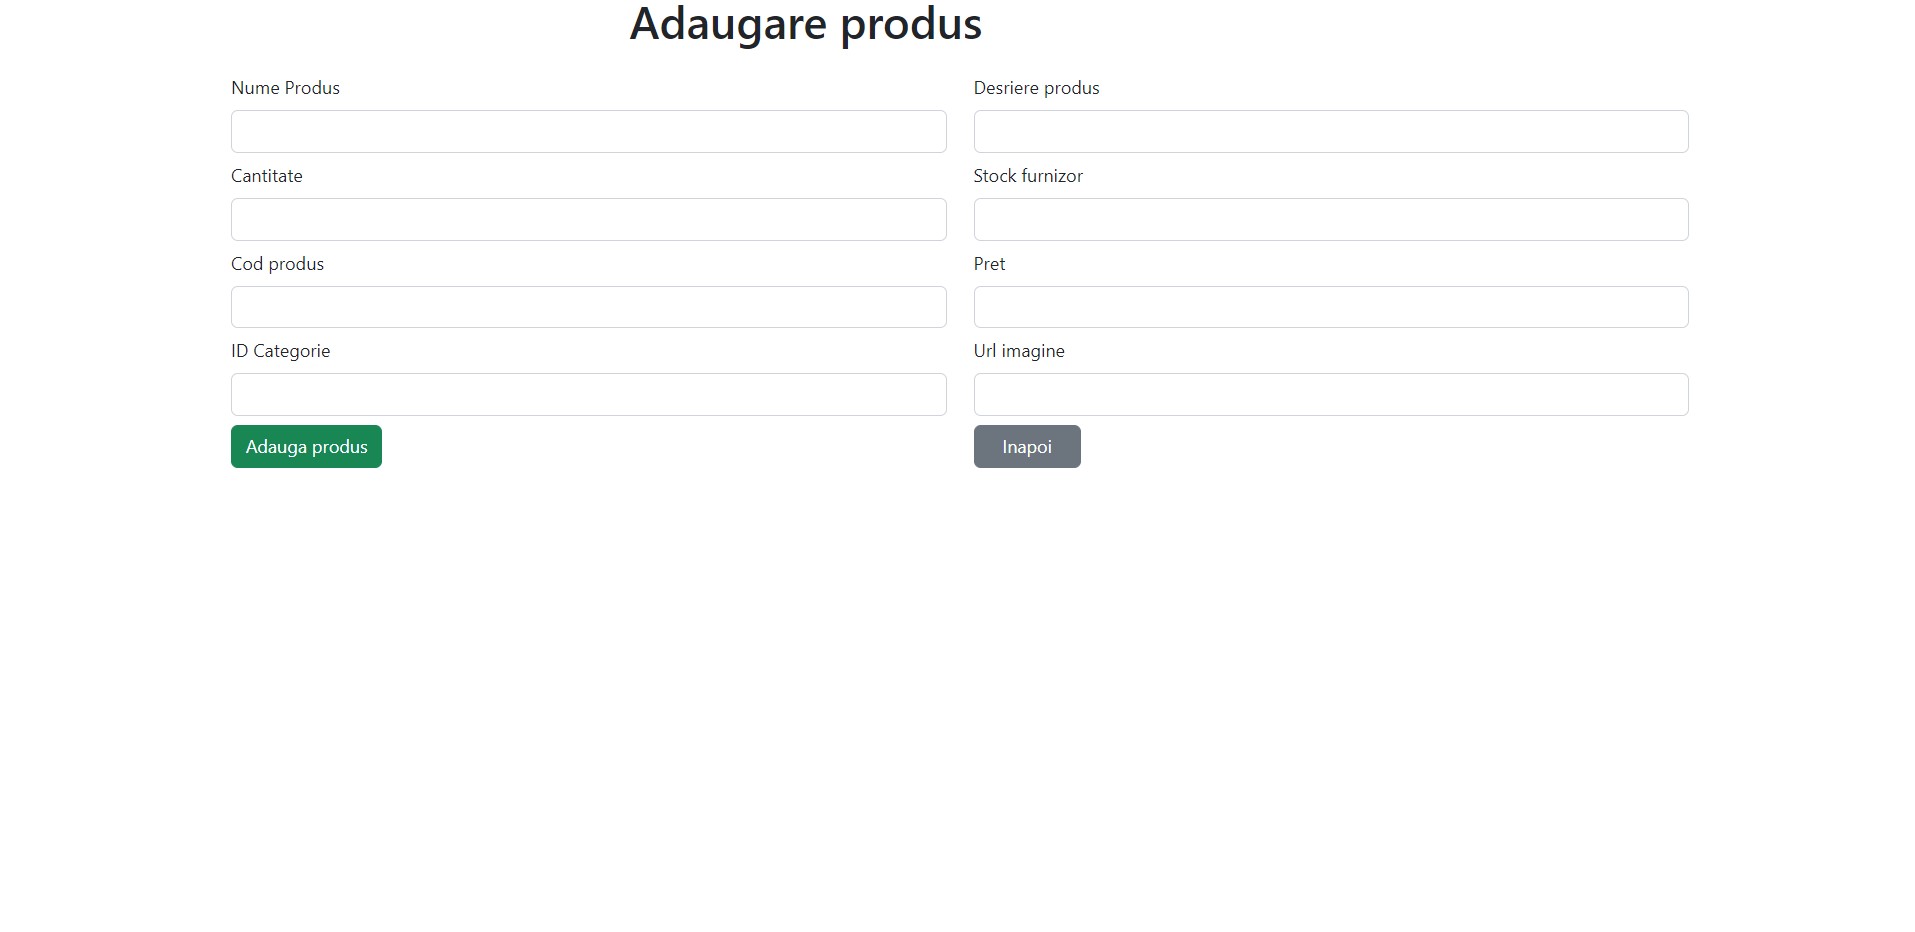 Adaugare produs
Nume Produs
Desriere produs
Cantitate
Stock furnizor
Cod produs
Pret
ID Categorie
Url imagine
Adauga produs
Inapoi